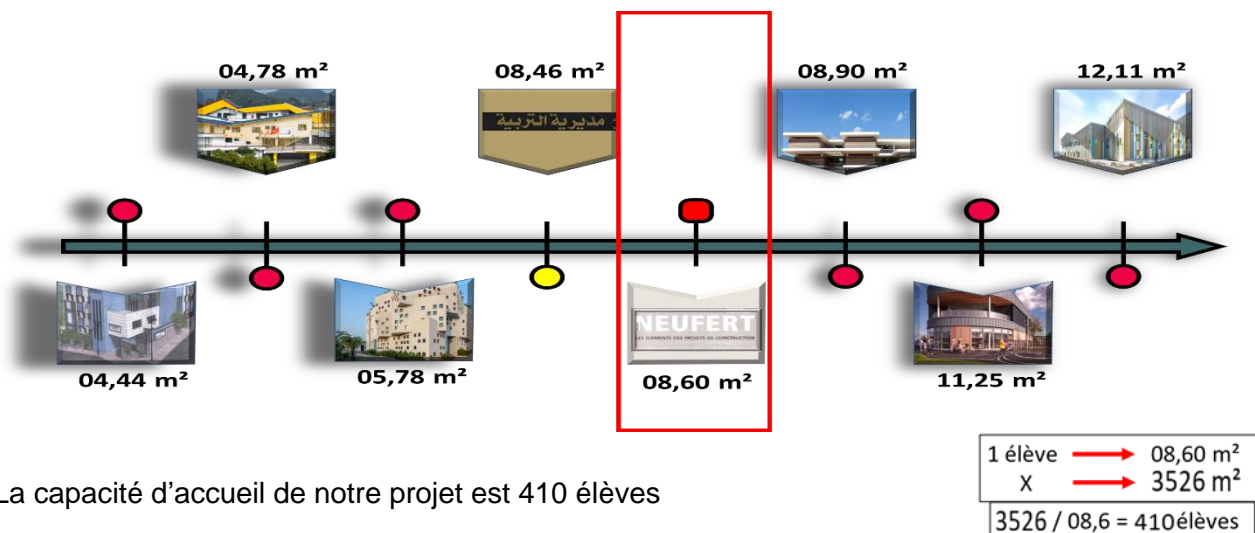 04,78 m²
08,46 m²
08,90 m²
12,11 m²
مديرية التربية
NEUFERT
LES ELEMENTS DES PROJETS DE CONSTRUCTION
04,44 m²
05,78 m²
08,60 m²
11,25 m²
La capacité d’accueil de notre projet est 410 élèves
1 élève 08,60 m²
X 3526 m²
3526 / 08,6 = 410élèves